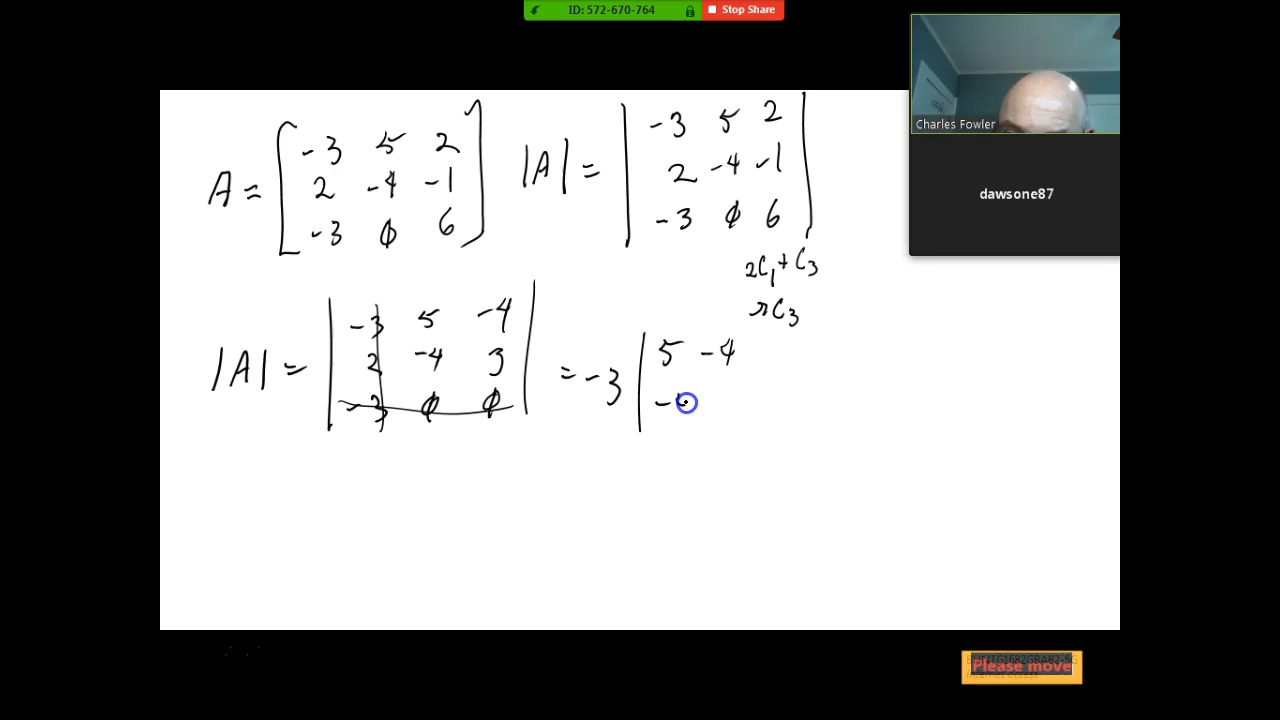 ID: 572-670-764 Stop Share
Charles Fowler
dawsone87
A = [ -3 5 2
2 -4 -1
-3 0 6 ]
|A| = | -3 5 2
2 -4 -1
-3 0 6 |
2C₁ + C₃
→C₃
|A| = | -3 5 -4
2 -4 3
-3 0 0 |
= -3 | 5 -4
-4
Please move